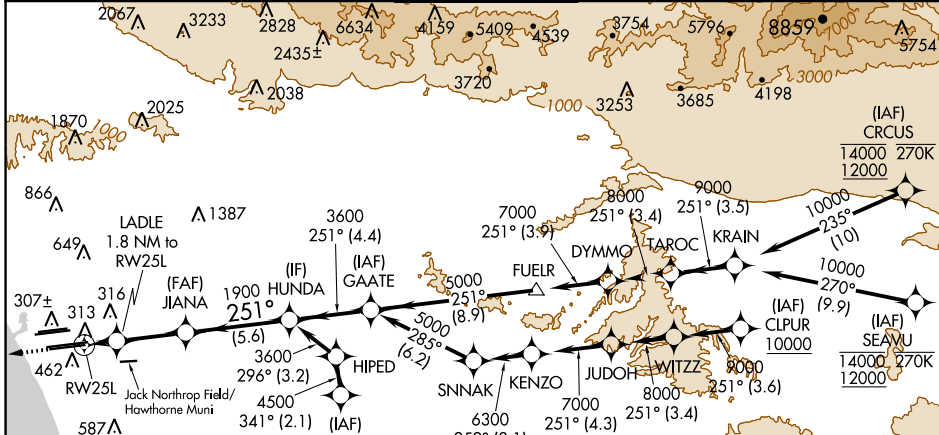 2067
3233
2828
2435±
6634
4159
5409
4539
3754
5796
8859
1000
5754
3720
2038
1000
3253
3685
4198
3000
1870
1000
2025
(IAF)
CRCUS
14000 270K
12000
866
1387
649
307±
313
316
462
587
LADLE
1.8 NM to
RW25L
(FAF)
JIANA
1900
251°
(5.6)
(IF)
HUNDA
3600
251° (4.4)
(IAF)
GAATE
5000
251°
(8.9)
FUELR
7000
251° (3.9)
DYMMO
8000
251° (3.4)
TAROC
9000
251° (3.5)
KRAIN
10000
235°
(10)
10000
270°
(9.9)
(IAF)
SEAVU
14000 270K
12000
(IAF)
CLPUR
10000
9000
251° (3.6)
WITZZ
8000
251° (3.4)
JUDOH
7000
251° (4.3)
KENZO
6300
SNNAK
5000
285°
(6.2)
HIPED
3600
296° (3.2)
4500
341° (2.1)
(IAF)
RW25L
Jack Northrop Field/
Hawthorne Muni